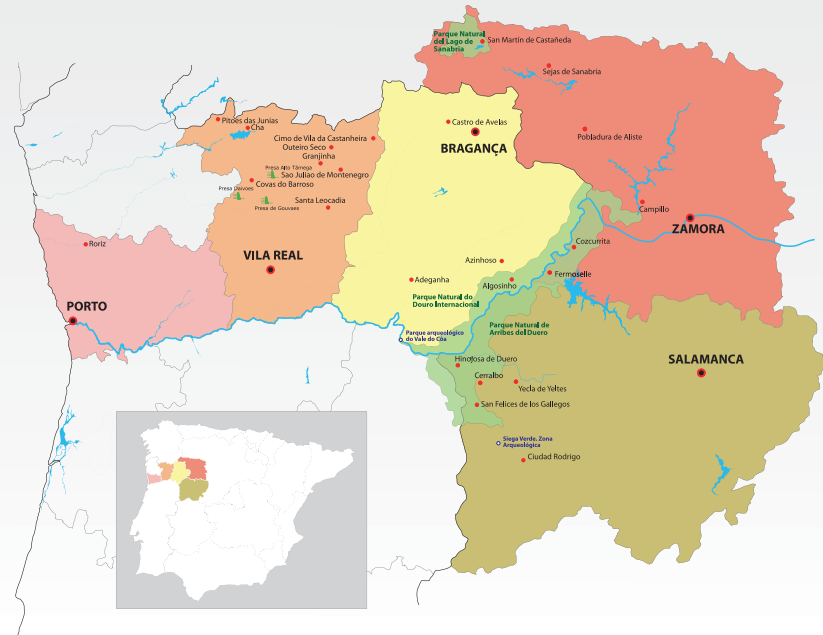 Parque Natural
del Lago de
Sanabria
San Martín de Castañeda
Sejas de Sanabria
Pitoes das Junias
Cha
Castro de Avelas
BRAGANÇA
Pobladura de Aliste
Cimo de Vila da Castanheira
Outeiro Seco
Granjinha
Presa Alto Tâmega
Sao Juliao de Montenegro
Covas do Barroso
Presa Daivoes
Presa de Gouvaes
Santa Leocadia
Campillo
ZAMORA
Roriz
VILA REAL
Cozcurrita
Azinhoso
Adeganha
Algosinho
Fermoselle
Parque Natural do
Douro Internacional
PORTO
Parque arqueológico
do Vale do Côa
Parque Natural de
Arribes del Duero
Hinojosa de Duero
Cerralbo
Yecla de Yeltes
SALAMANCA
San Felices de los Gallegos
Siega Verde. Zona
Arqueológica
Ciudad Rodrigo